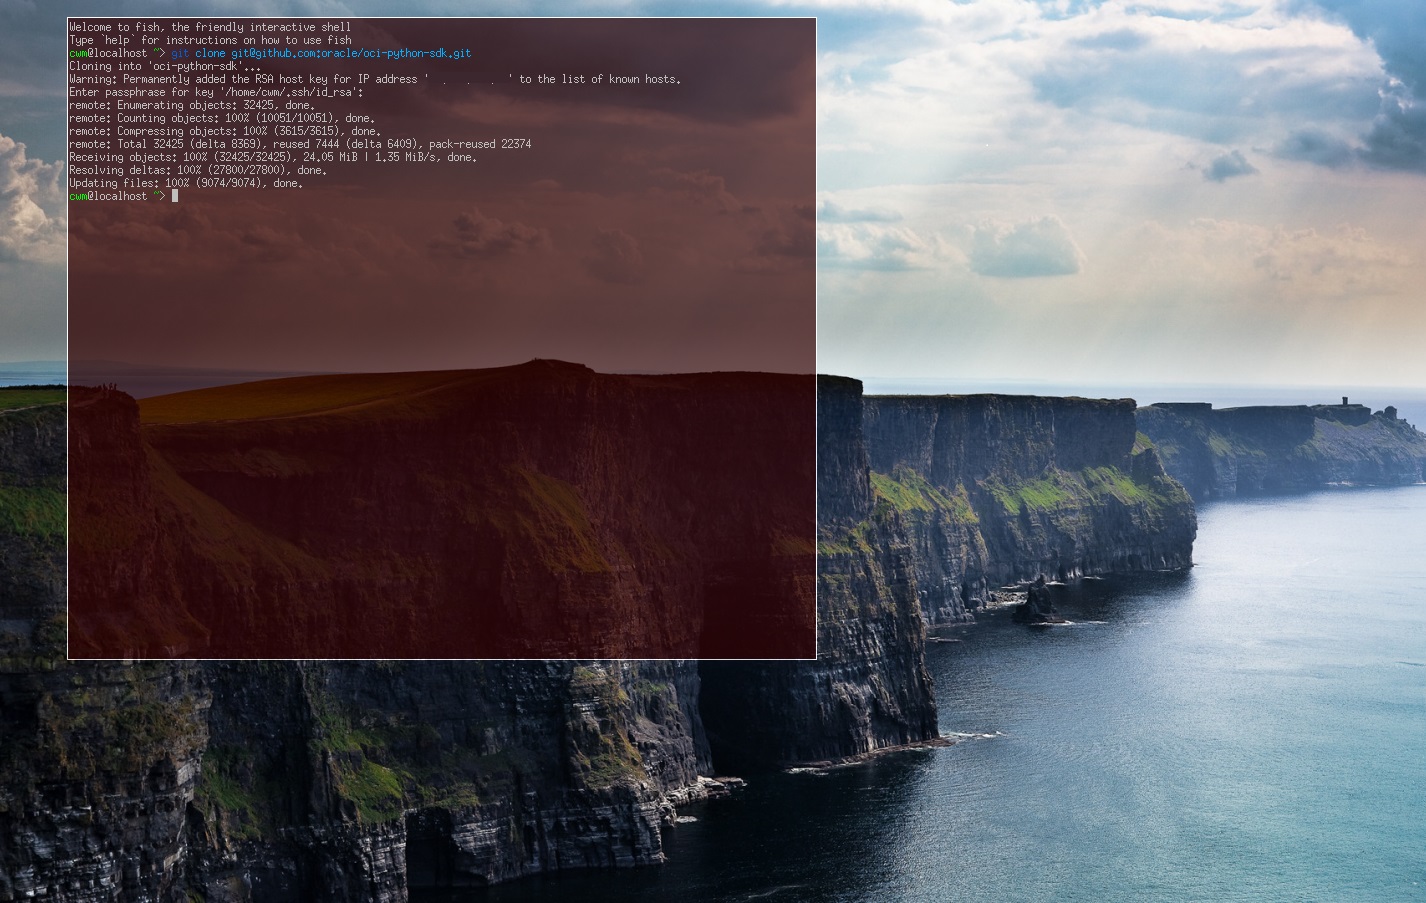 Welcome to fish, the friendly interactive shell
Type `help` for instructions on how to use fish
cwm@localhost ~> git clone git@github.com:oracle/oci-python-sdk.git
Cloning into 'oci-python-sdk'...
Warning: Permanently added the RSA host key for IP address '   .   .   .   ' to the list of known hosts.
Enter passphrase for key '/home/cwm/.ssh/id_rsa':
remote: Enumerating objects: 32425, done.
remote: Counting objects: 100% (10051/10051), done.
remote: Compressing objects: 100% (3615/3615), done.
remote: Total 32425 (delta 8369), reused 7444 (delta 6409), pack-reused 22374
Receiving objects: 100% (32425/32425), 24.05 MiB | 1.35 MiB/s, done.
Resolving deltas: 100% (27800/27800), done.
Updating files: 100% (9074/9074), done.
cwm@localhost ~>